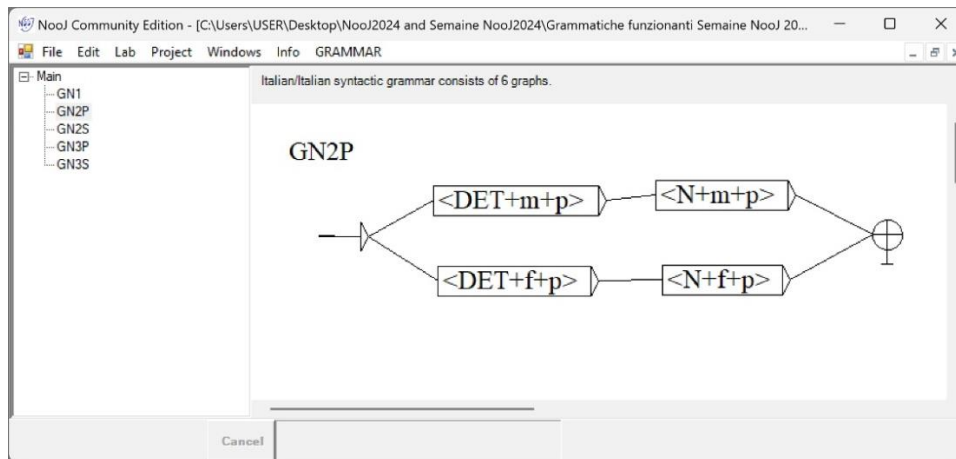 NooJ Community Edition - [C:\Users\USER\Desktop\NooJ2024 and Semaine NooJ2024\Grammatiche funzionanti Semaine NooJ 20...
File Edit Lab Project Windows Info GRAMMAR
Main
GN1
GN2P
GN2S
GN3P
GN3S
Italian/Italian syntactic grammar consists of 6 graphs.
GN2P
<DET+m+p> <N+m+p>
<DET+f+p> <N+f+p>
Cancel